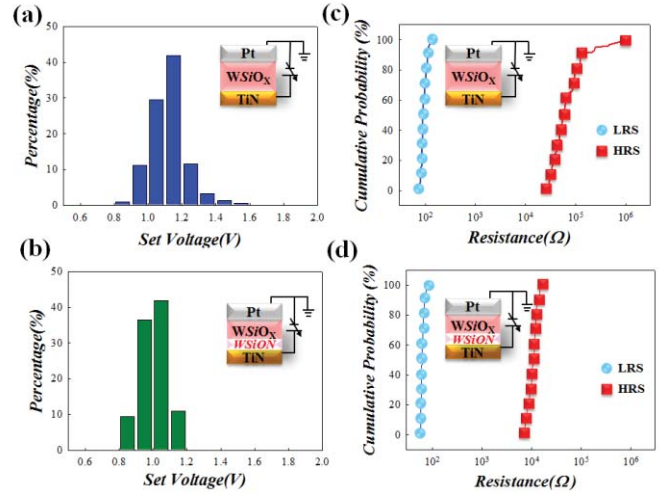 (a)
50
40
30
20
10
0
Percentage(%)
0.6 0.8 1.0 1.2 1.4 1.6 1.8 2.0
Set Voltage(V)
Pt
WSiOX
TiN
(c)
100
80
60
40
20
0
Cumulative Probability (%)
10² 10³ 10⁴ 10⁵ 10⁶
Resistance(Ω)
Pt
WSiOX
TiN
LRS
HRS
(b)
50
40
30
20
10
0
Percentage(%)
0.6 0.8 1.0 1.2 1.4 1.6 1.8 2.0
Set Voltage(V)
Pt
WSiOX
WSiON
TiN
(d)
100
80
60
40
20
0
Cumulative Probability (%)
10² 10³ 10⁴ 10⁵ 10⁶
Resistance(Ω)
Pt
WSiOX
WSiON
TiN
LRS
HRS